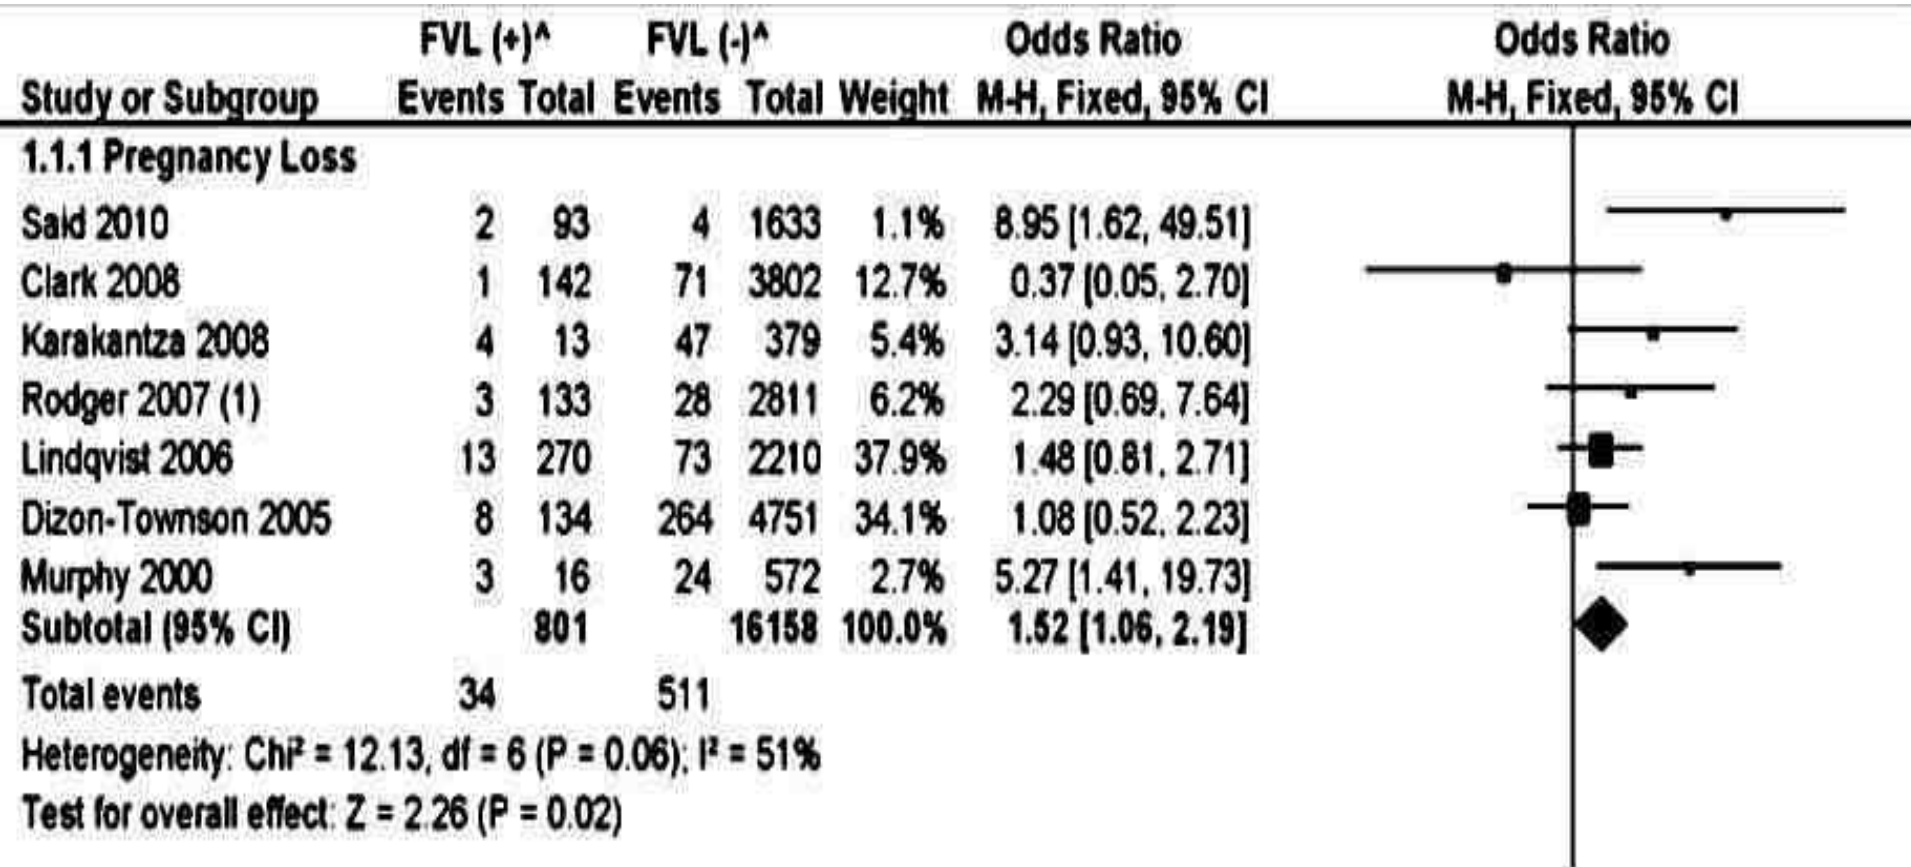 FVL (+)^ FVL (-)^ Odds Ratio Odds Ratio
Study or Subgroup Events Total Events Total Weight M-H, Fixed, 95% CI M-H, Fixed, 95% CI
1.1.1 Pregnancy Loss
Said 2010 2 93 4 1633 1.1% 8.95 [1.62, 49.51]
Clark 2008 1 142 71 3802 12.7% 0.37 [0.05, 2.70]
Karakantza 2008 4 13 47 379 5.4% 3.14 [0.93, 10.60]
Rodger 2007 (1) 3 133 28 2811 6.2% 2.29 [0.69, 7.64]
Lindqvist 2006 13 270 73 2210 37.9% 1.48 [0.81, 2.71]
Dizon-Townson 2005 8 134 264 4751 34.1% 1.08 [0.52, 2.23]
Murphy 2000 3 16 24 572 2.7% 5.27 [1.41, 19.73]
Subtotal (95% CI) 801 16158 100.0% 1.52 [1.06, 2.19]
Total events 34 511
Heterogeneity: Chi² = 12.13, df = 6 (P = 0.06); I² = 51%
Test for overall effect: Z = 2.26 (P = 0.02)